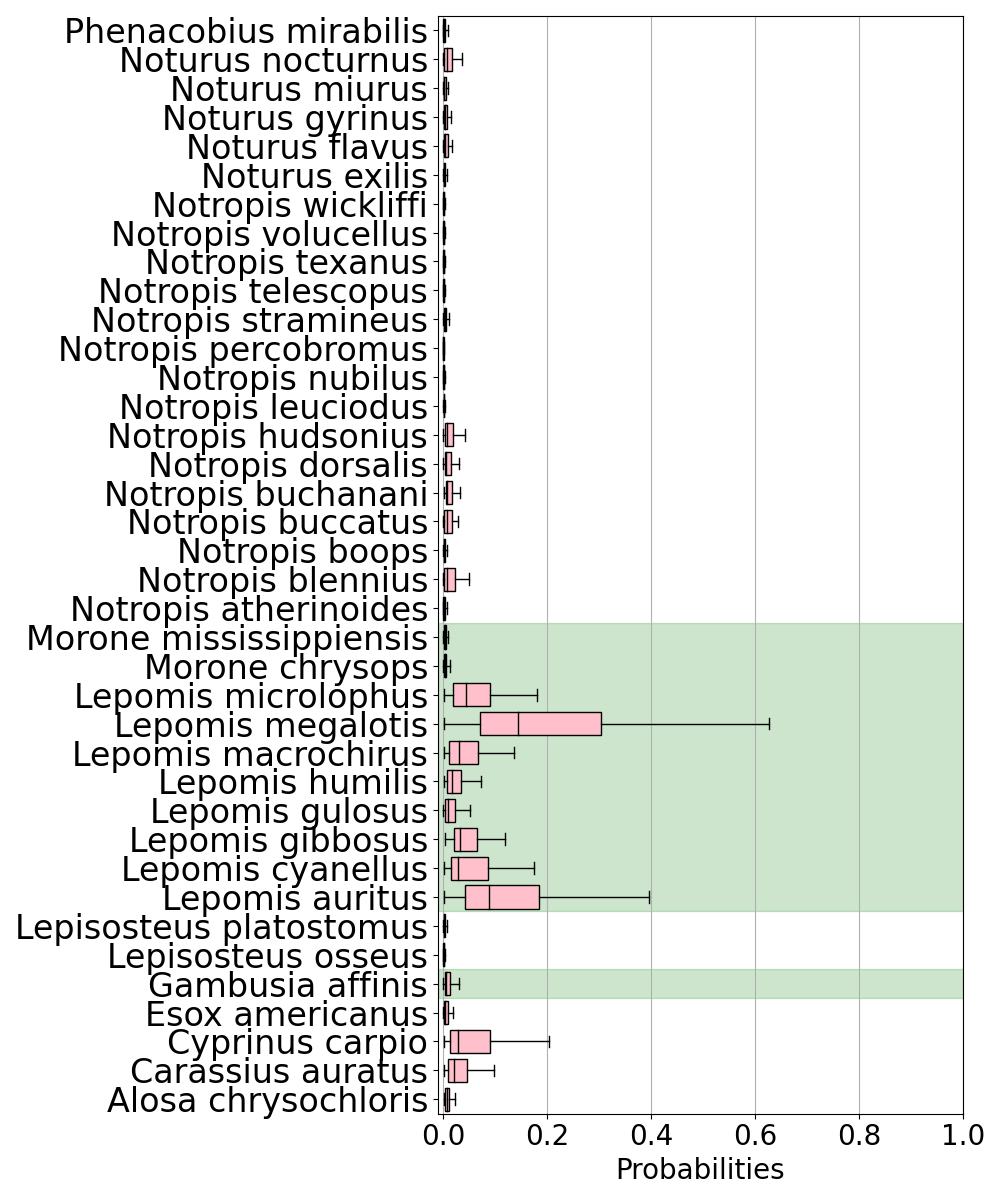 Phenacobius mirabilis
Noturus nocturnus
Noturus miurus
Noturus gyrinus
Noturus flavus
Noturus exilis
Notropis wickliffi
Notropis volucellus
Notropis texanus
Notropis telescopus
Notropis stramineus
Notropis percobromus
Notropis nubilus
Notropis leuciodus
Notropis hudsonius
Notropis dorsalis
Notropis buchanani
Notropis buccatus
Notropis boops
Notropis blennius
Notropis atherinoides
Morone mississippiensis
Morone chrysops
Lepomis microlophus
Lepomis megalotis
Lepomis macrochirus
Lepomis humilis
Lepomis gulosus
Lepomis gibbosus
Lepomis cyanellus
Lepomis auritus
Lepisosteus platostomus
Lepisosteus osseus
Gambusia affinis
Esox americanus
Cyprinus carpio
Carassius auratus
Alosa chrysochloris
0.0 0.2 0.4 0.6 0.8 1.0
Probabilities